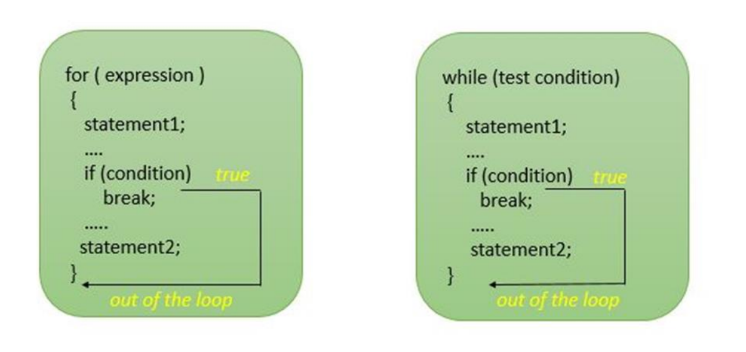 for ( expression )
{
statement1;
....
if (condition) true
break;
.....
statement2;
}
out of the loop
while (test condition)
{
statement1;
....
if (condition) true
break;
.....
statement2;
}
out of the loop